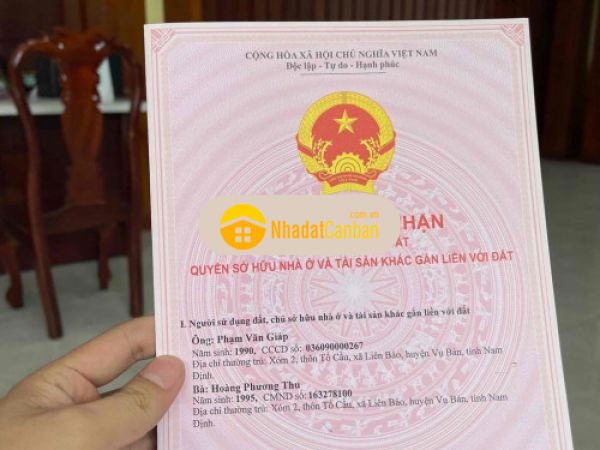 CỘNG HÒA XÃ HỘI CHỦ NGHĨA VIỆT NAM
Độc lập - Tự do - Hạnh phúc
NhadatCanban
.com.vn
QUYỀN SỞ HỮU NHÀ Ở VÀ TÀI SẢN KHÁC GẮN LIỀN VỚI ĐẤT
I. Người sử dụng đất, chủ sở hữu nhà ở và tài sản khác gắn liền với đất
Ông: Phạm Văn Giáp
Năm sinh: 1990, CCCD số: 036090000267
Địa chỉ thường trú: Xóm 2, thôn Tổ Cầu, xã Liên Bảo, huyện Vụ Bản, tỉnh Nam
Định.
Bà: Hoàng Phương Thu
Năm sinh: 1995, CMND số: 163278100
Địa chỉ thường trú: Xóm 2, thôn Tổ Cầu, xã Liên Bảo, huyện Vụ Bản, tỉnh Nam
Định.